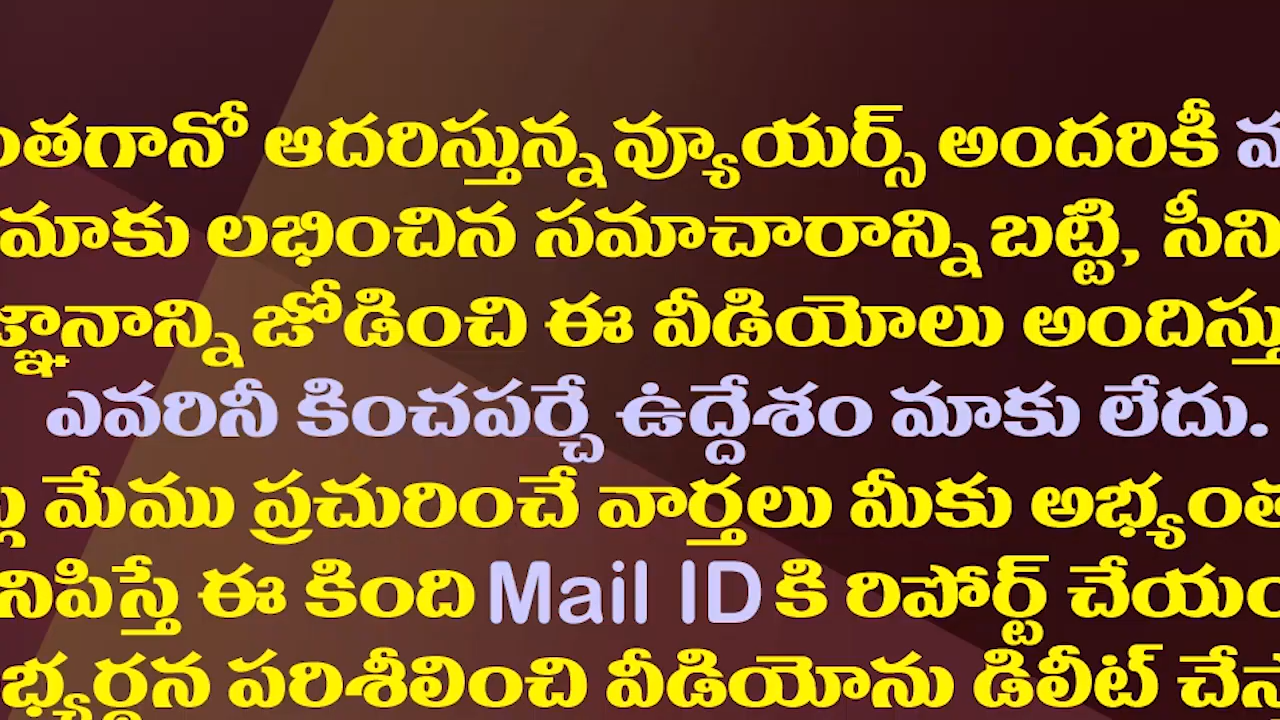 ంతగానో ఆదరిస్తున్న వ్యూయర్స్ అందరికీ
మాకు లభించిన సమాచారాన్ని బట్టి, సీని
జ్ఞానాన్ని జోడించి ఈ వీడియోలు అందిస్తు
ఎవరినీ కించపర్చే ఉద్దేశం మాకు లేదు.
మేము ప్రచురించే వార్తలు మీకు అభ్యంత
నిపిస్తే ఈ కింది Mail ID కి రిపోర్ట్ చేయం
భ్యర్థన పరిశీలించి వీడియోను డిలీట్ చేస